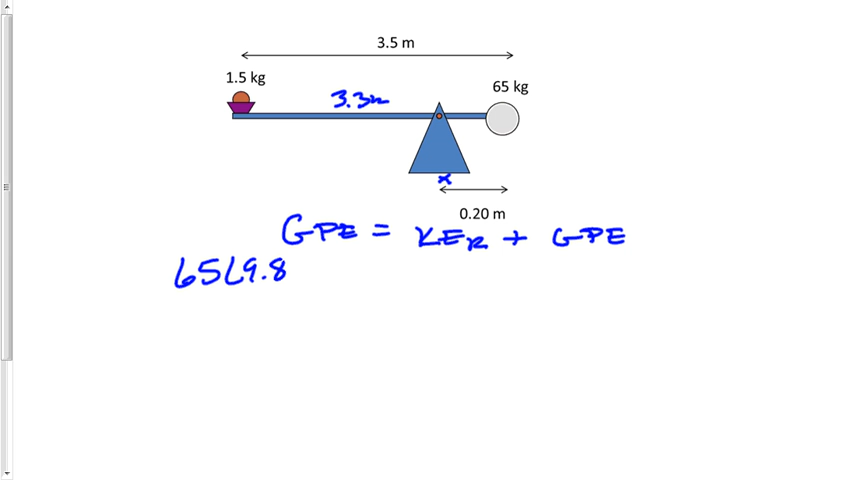 3.5 m
1.5 kg
65 kg
3.3m
x
0.20 m
GPE = KER + GPE
65(9.8